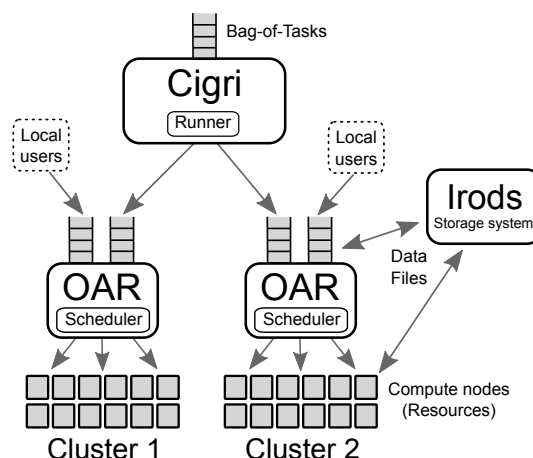 Bag-of-Tasks
Cigri
Runner
Local
users
Local
users
Irods
Storage system
Data
Files
OAR
Scheduler
OAR
Scheduler
Compute nodes
(Resources)
Cluster 1
Cluster 2